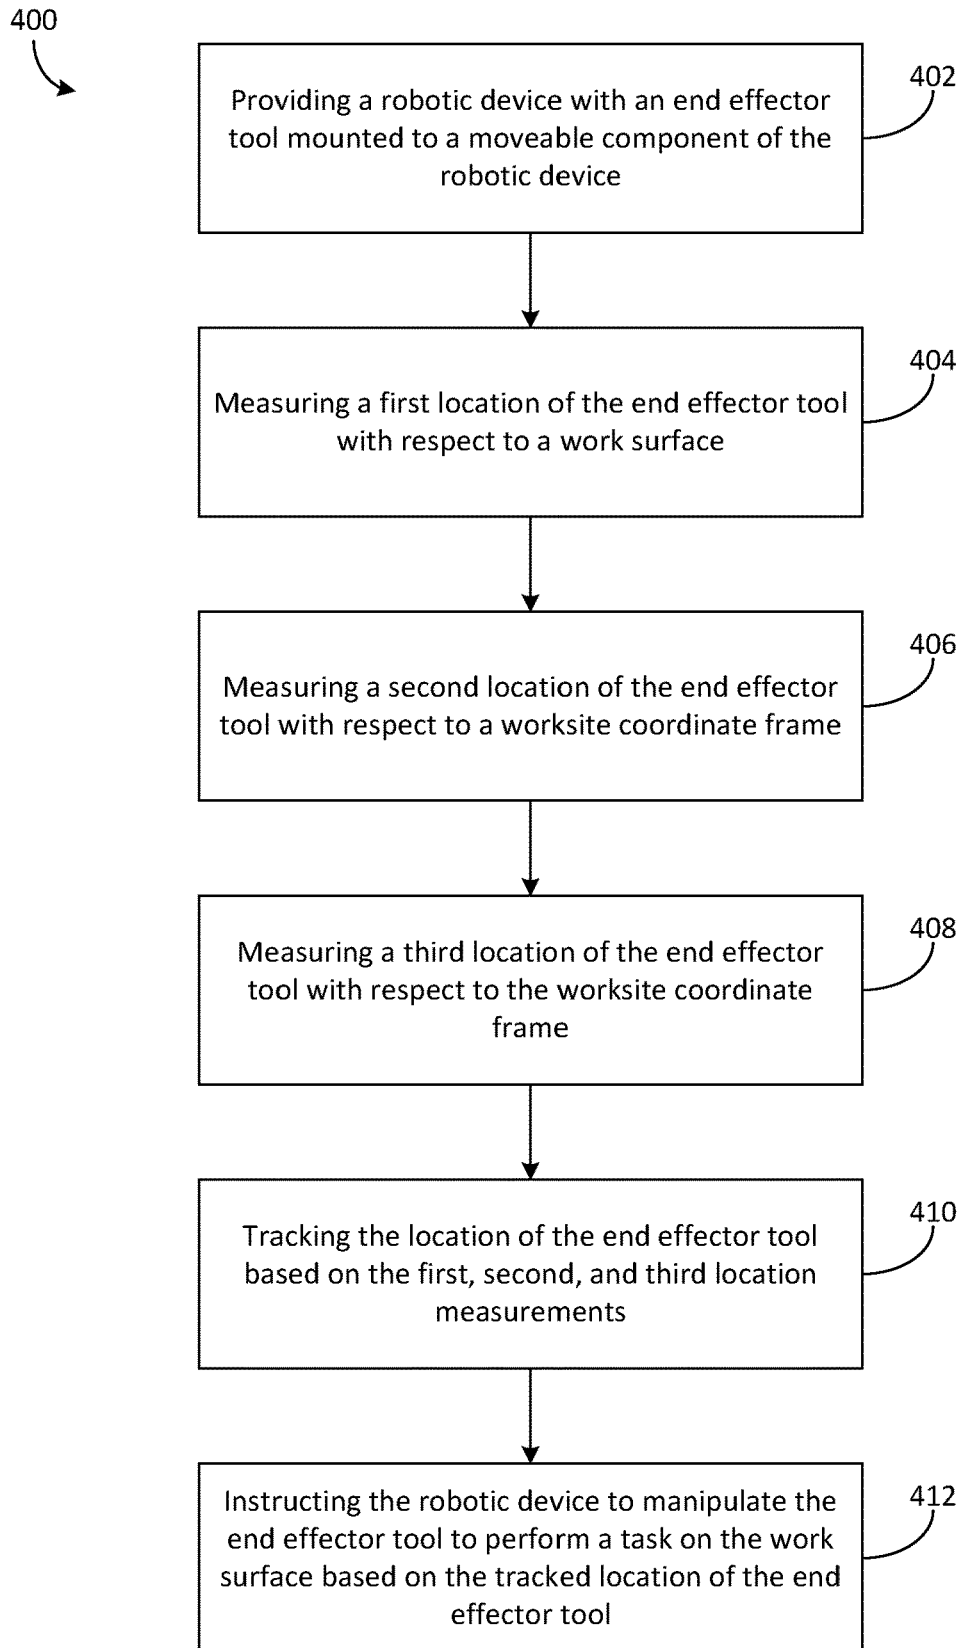 400
402
Providing a robotic device with an end effector
tool mounted to a moveable component of the
robotic device
404
Measuring a first location of the end effector tool
with respect to a work surface
406
Measuring a second location of the end effector
tool with respect to a worksite coordinate frame
408
Measuring a third location of the end effector
tool with respect to the worksite coordinate
frame
410
Tracking the location of the end effector tool
based on the first, second, and third location
measurements
412
Instructing the robotic device to manipulate the
end effector tool to perform a task on the work
surface based on the tracked location of the end
effector tool